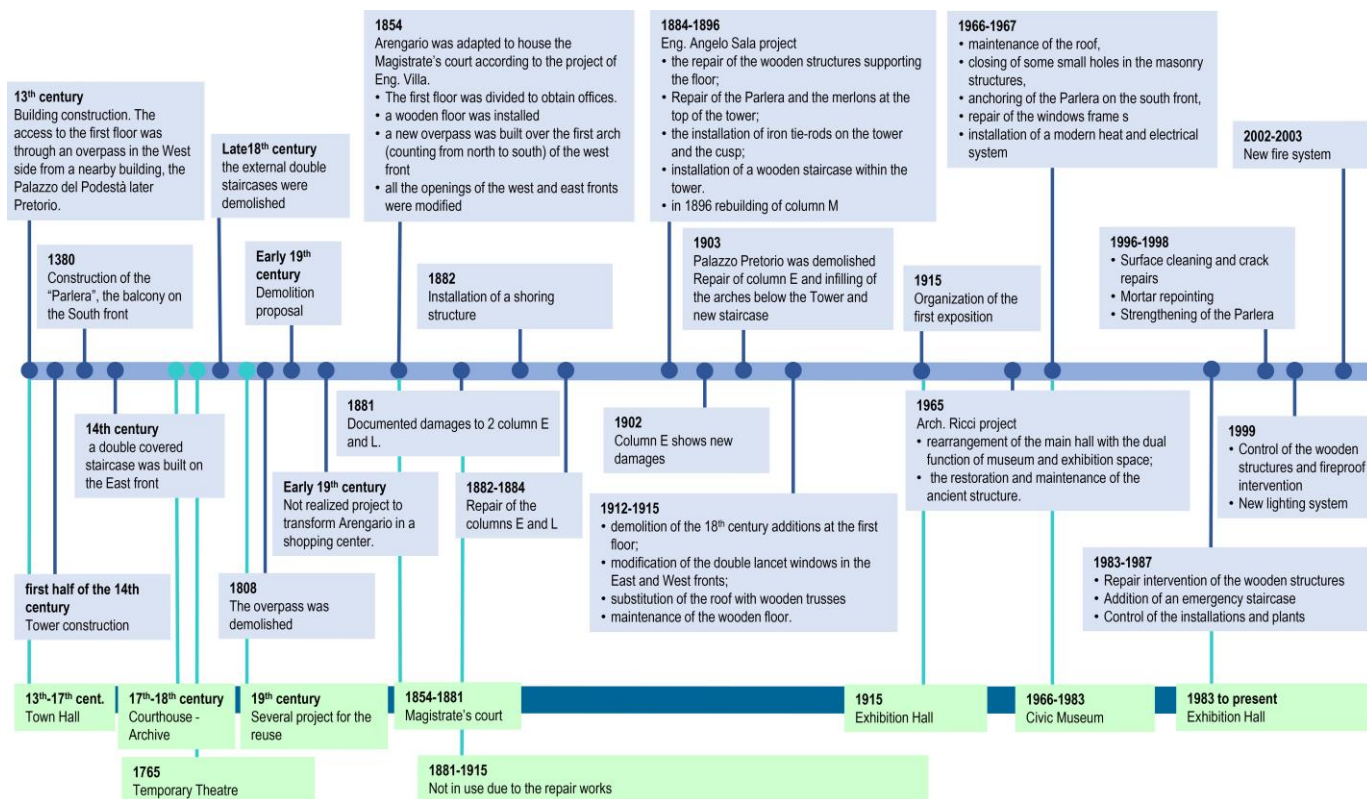 13th century
Building construction. The
access to the first floor was
through an overpass in the West
side from a nearby building, the
Palazzo del Podestà later
Pretorio.
1380
Construction of the
“Parlera”, the balcony on
the South front
Late18th century
the external double
staircases were
demolished
Early 19th
century
Demolition
proposal
1854
Arengario was adapted to house the
Magistrate's court according to the project of
Eng. Villa.
• The first floor was divided to obtain offices.
• a wooden floor was installed
• a new overpass was built over the first arch
(counting from north to south) of the west
front
• all the openings of the west and east fronts
were modified
1882
Installation of a shoring
structure
1884-1896
Eng. Angelo Sala project
• the repair of the wooden structures supporting
the floor;
• Repair of the Parlera and the merlons at the
top of the tower;
• the installation of iron tie-rods on the tower
and the cusp;
• installation of a wooden staircase within the
tower.
• in 1896 rebuilding of column M
1903
Palazzo Pretorio was demolished
Repair of column E and infilling of
the arches below the Tower and
new staircase
1915
Organization of the
first exposition
1966-1967
• maintenance of the roof,
• closing of some small holes in the masonry
structures,
• anchoring of the Parlera on the south front,
• repair of the windows frame s
• installation of a modern heat and electrical
system
1996-1998
• Surface cleaning and crack
repairs
• Mortar repointing
• Strengthening of the Parlera
2002-2003
New fire system
first half of the 14th
century
Tower construction
14th century
a double covered
staircase was built on
the East front
1808
The overpass was
demolished
Early 19th century
Not realized project to
transform Arengario in a
shopping center.
1881
Documented damages to 2 column E
and L.
1882-1884
Repair of the
columns E and L
1902
Column E shows new
damages
1912-1915
• demolition of the 18th century additions at the first
floor;
• modification of the double lancet windows in the
East and West fronts;
• substitution of the roof with wooden trusses
• maintenance of the wooden floor.
1965
Arch. Ricci project
• rearrangement of the main hall with the dual
function of museum and exhibition space;
• the restoration and maintenance of the
ancient structure.
1983-1987
• Repair intervention of the wooden structures
• Addition of an emergency staircase
• Control of the installations and plants
1999
• Control of the wooden
structures and fireproof
intervention
• New lighting system
13th-17th cent.
Town Hall
17th-18th century
Courthouse -
Archive
1765
Temporary Theatre
19th century
Several project for the
reuse
1854-1881
Magistrate's court
1881-1915
Not in use due to the repair works
1915
Exhibition Hall
1966-1983
Civic Museum
1983 to present
Exhibition Hall